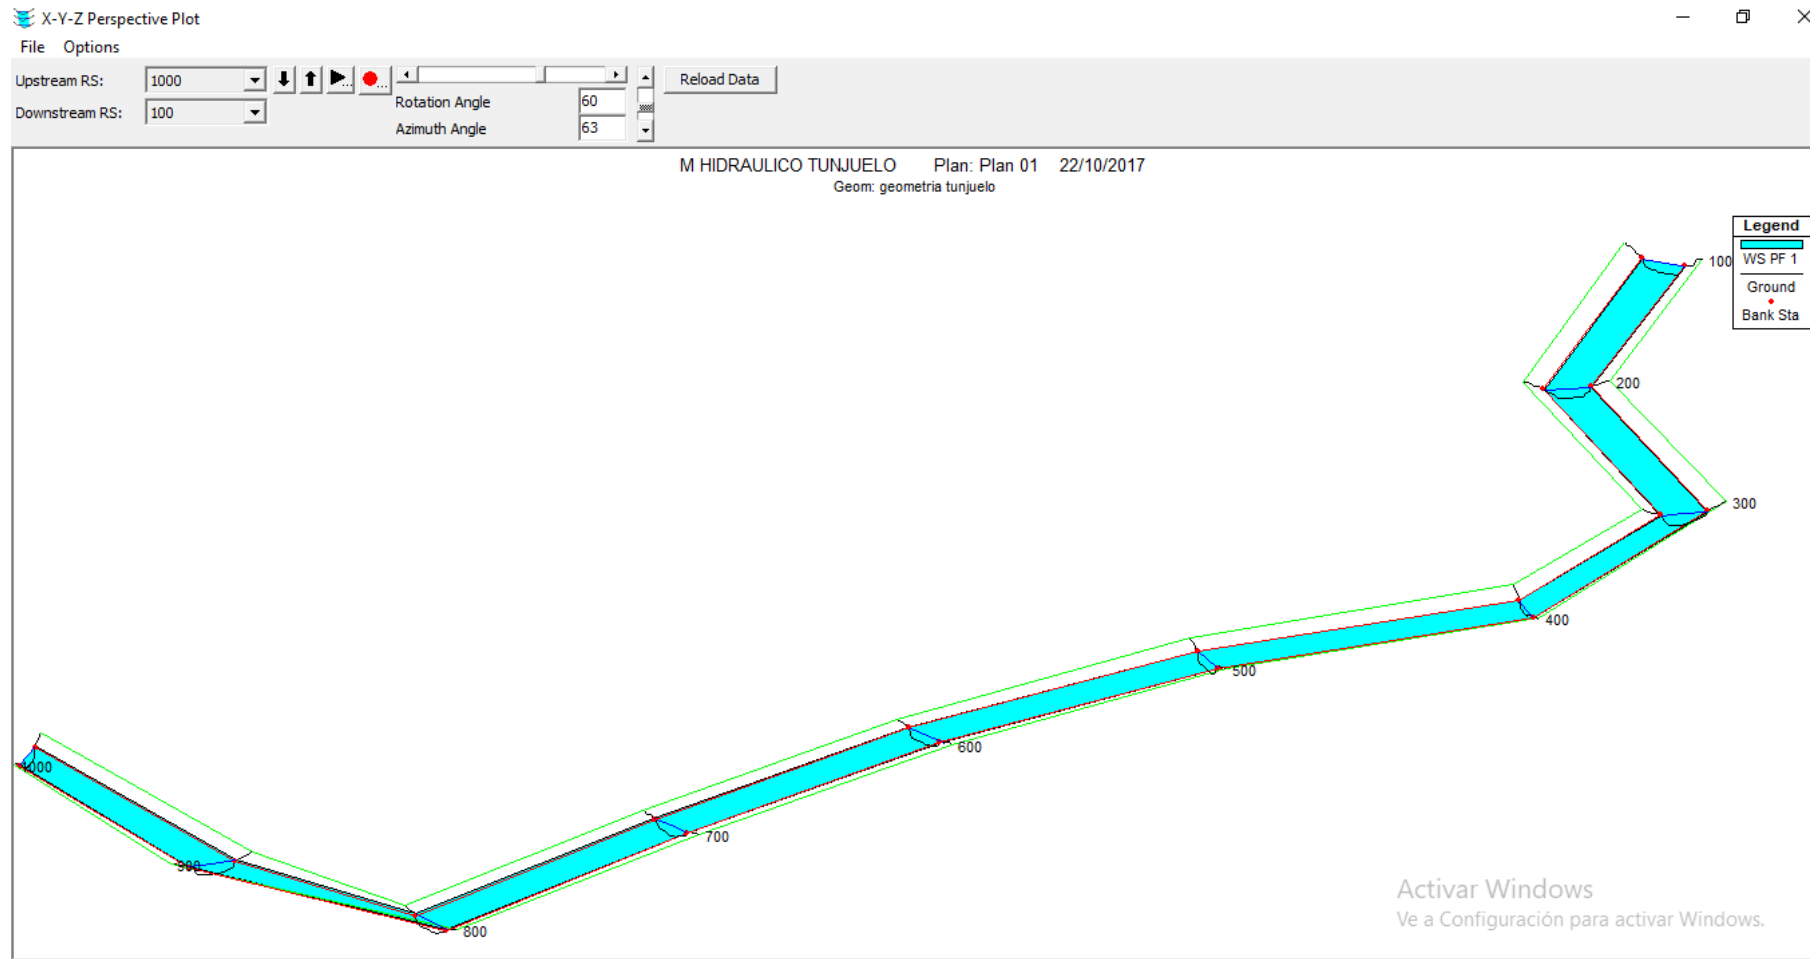 X-Y-Z Perspective Plot
File Options
Upstream RS: 1000
Reload Data
Downstream RS: 100
Rotation Angle 60
Azimuth Angle 63
M HIDRAULICO TUNJUELO Plan: Plan 01 22/10/2017
Geom: geometria tunjuelo
Legend
WS PF 1
Ground
Bank Sta
100
200
300
400
500
600
700
800
900
1000
Activar Windows
Ve a Configuración para activar Windows.